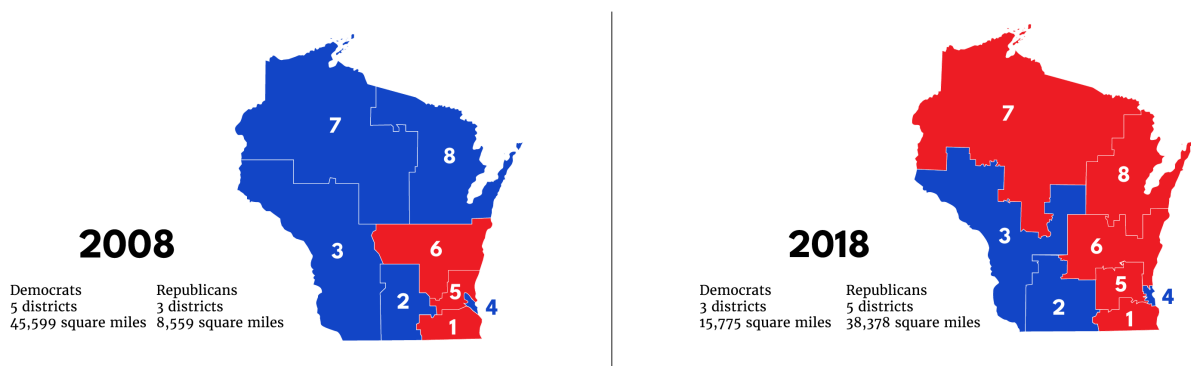 2008
Democrats
5 districts
45,599 square miles
Republicans
3 districts
8,559 square miles
7
8
3
6
2
5
4
1
2018
Democrats
3 districts
15,775 square miles
Republicans
5 districts
38,378 square miles
7
8
3
6
5
4
2
1